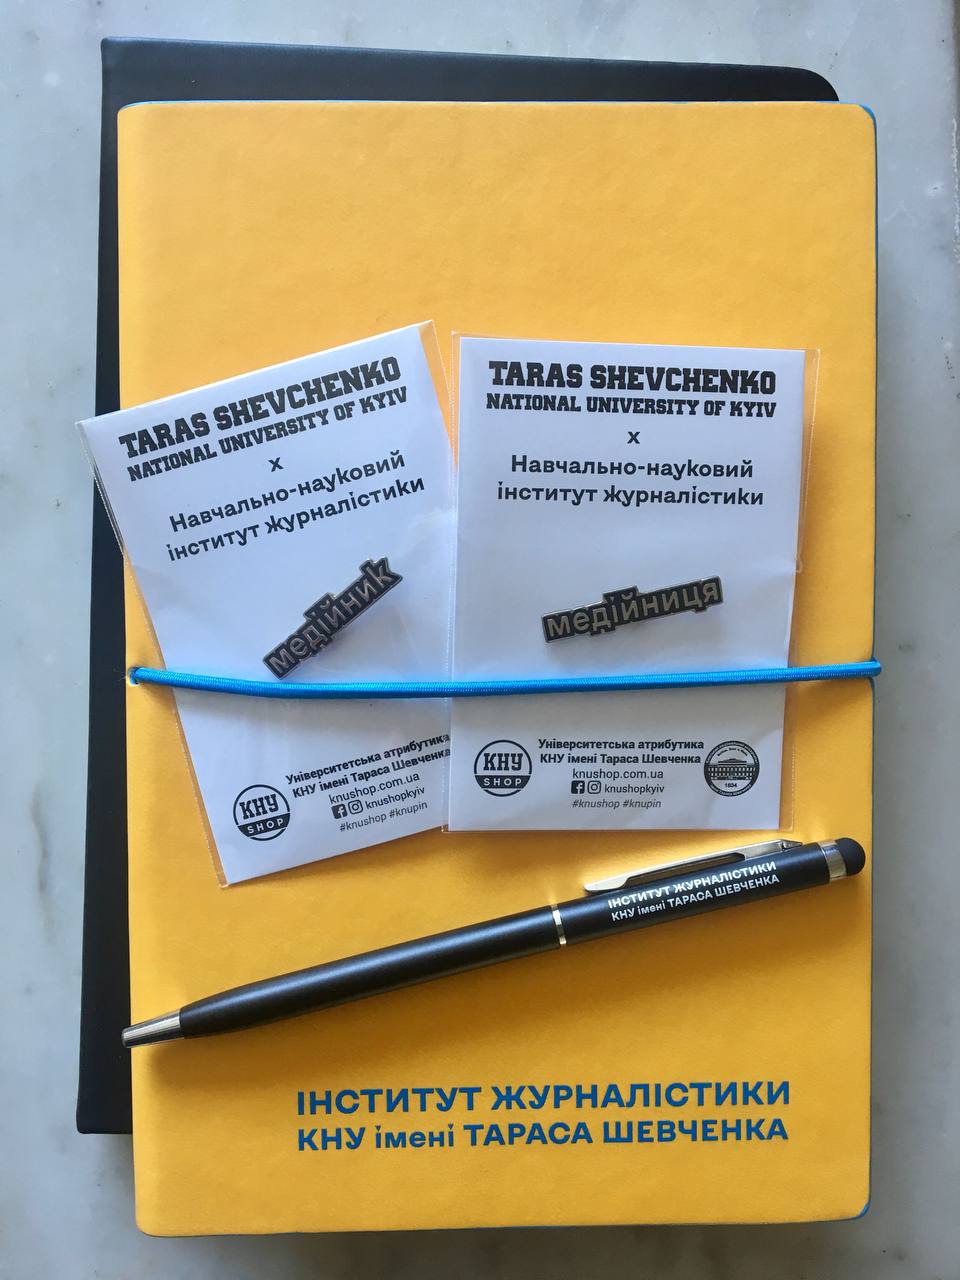 TARAS SHEVCHENKO
NATIONAL UNIVERSITY OF KYIV
x
Навчально-науковий
інститут журналістики
медійник
КНУ
SHOP
Університетська атрибутика
КНУ імені Тараса Шевченка
knushop.com.ua
knushopkyiv
#knushop #knupin
TARAS SHEVCHENKO
NATIONAL UNIVERSITY OF KYIV
x
Навчально-науковий
інститут журналістики
медійниця
КНУ
SHOP
Університетська атрибутика
КНУ імені Тараса Шевченка
knushop.com.ua
knushopkyiv
#knushop #knupin
1834
ІНСТИТУТ ЖУРНАЛІСТИКИ
КНУ імені ТАРАСА ШЕВЧЕНКА
ІНСТИТУТ ЖУРНАЛІСТИКИ
КНУ імені ТАРАСА ШЕВЧЕНКА